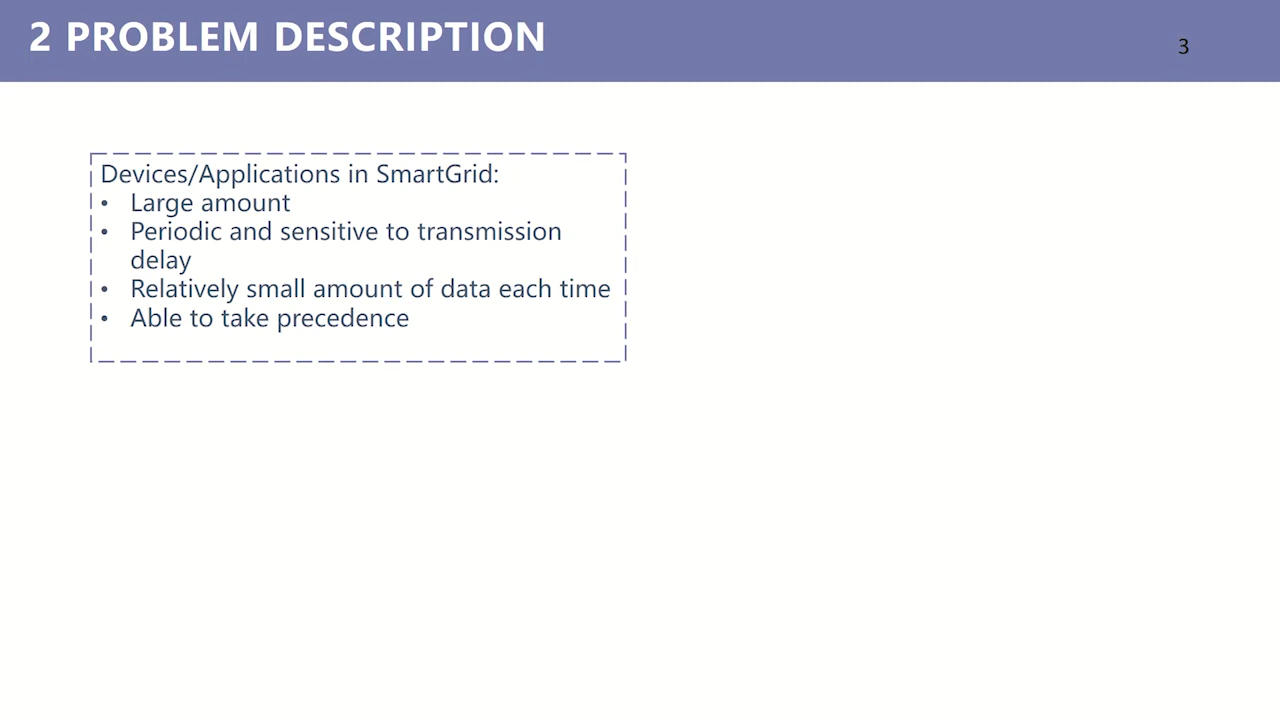 2 PROBLEM DESCRIPTION
3
Devices/Applications in SmartGrid:
• Large amount
• Periodic and sensitive to transmission
delay
• Relatively small amount of data each time
• Able to take precedence